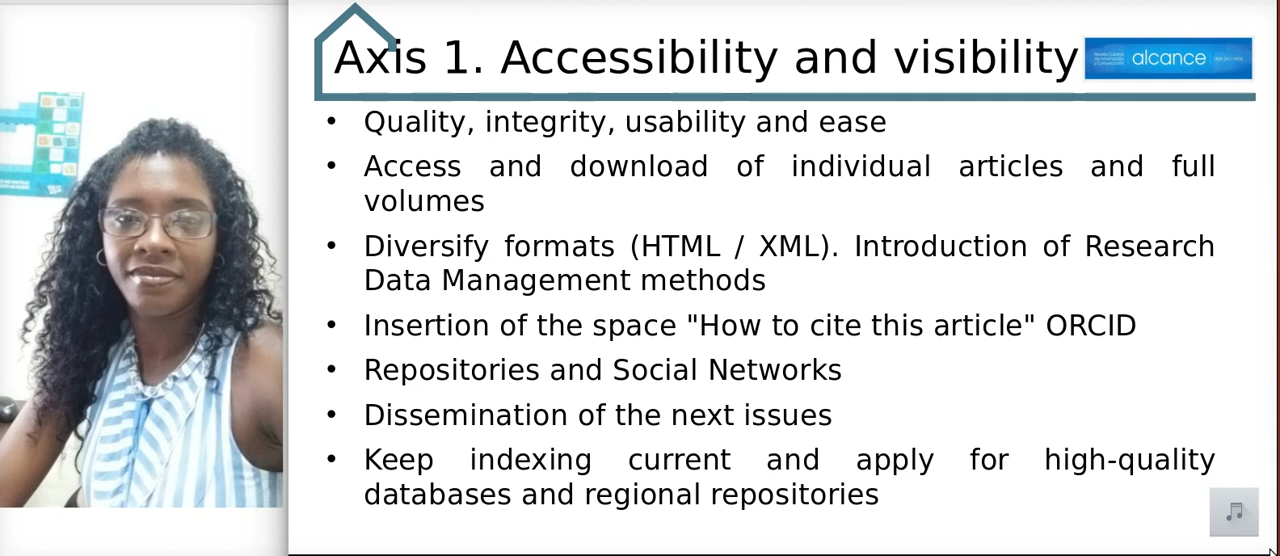 Axis 1. Accessibility and visibility
alcance
• Quality, integrity, usability and ease
• Access and download of individual articles and full
volumes
• Diversify formats (HTML / XML). Introduction of Research
Data Management methods
• Insertion of the space "How to cite this article" ORCID
• Repositories and Social Networks
• Dissemination of the next issues
• Keep indexing current and apply for high-quality
databases and regional repositories